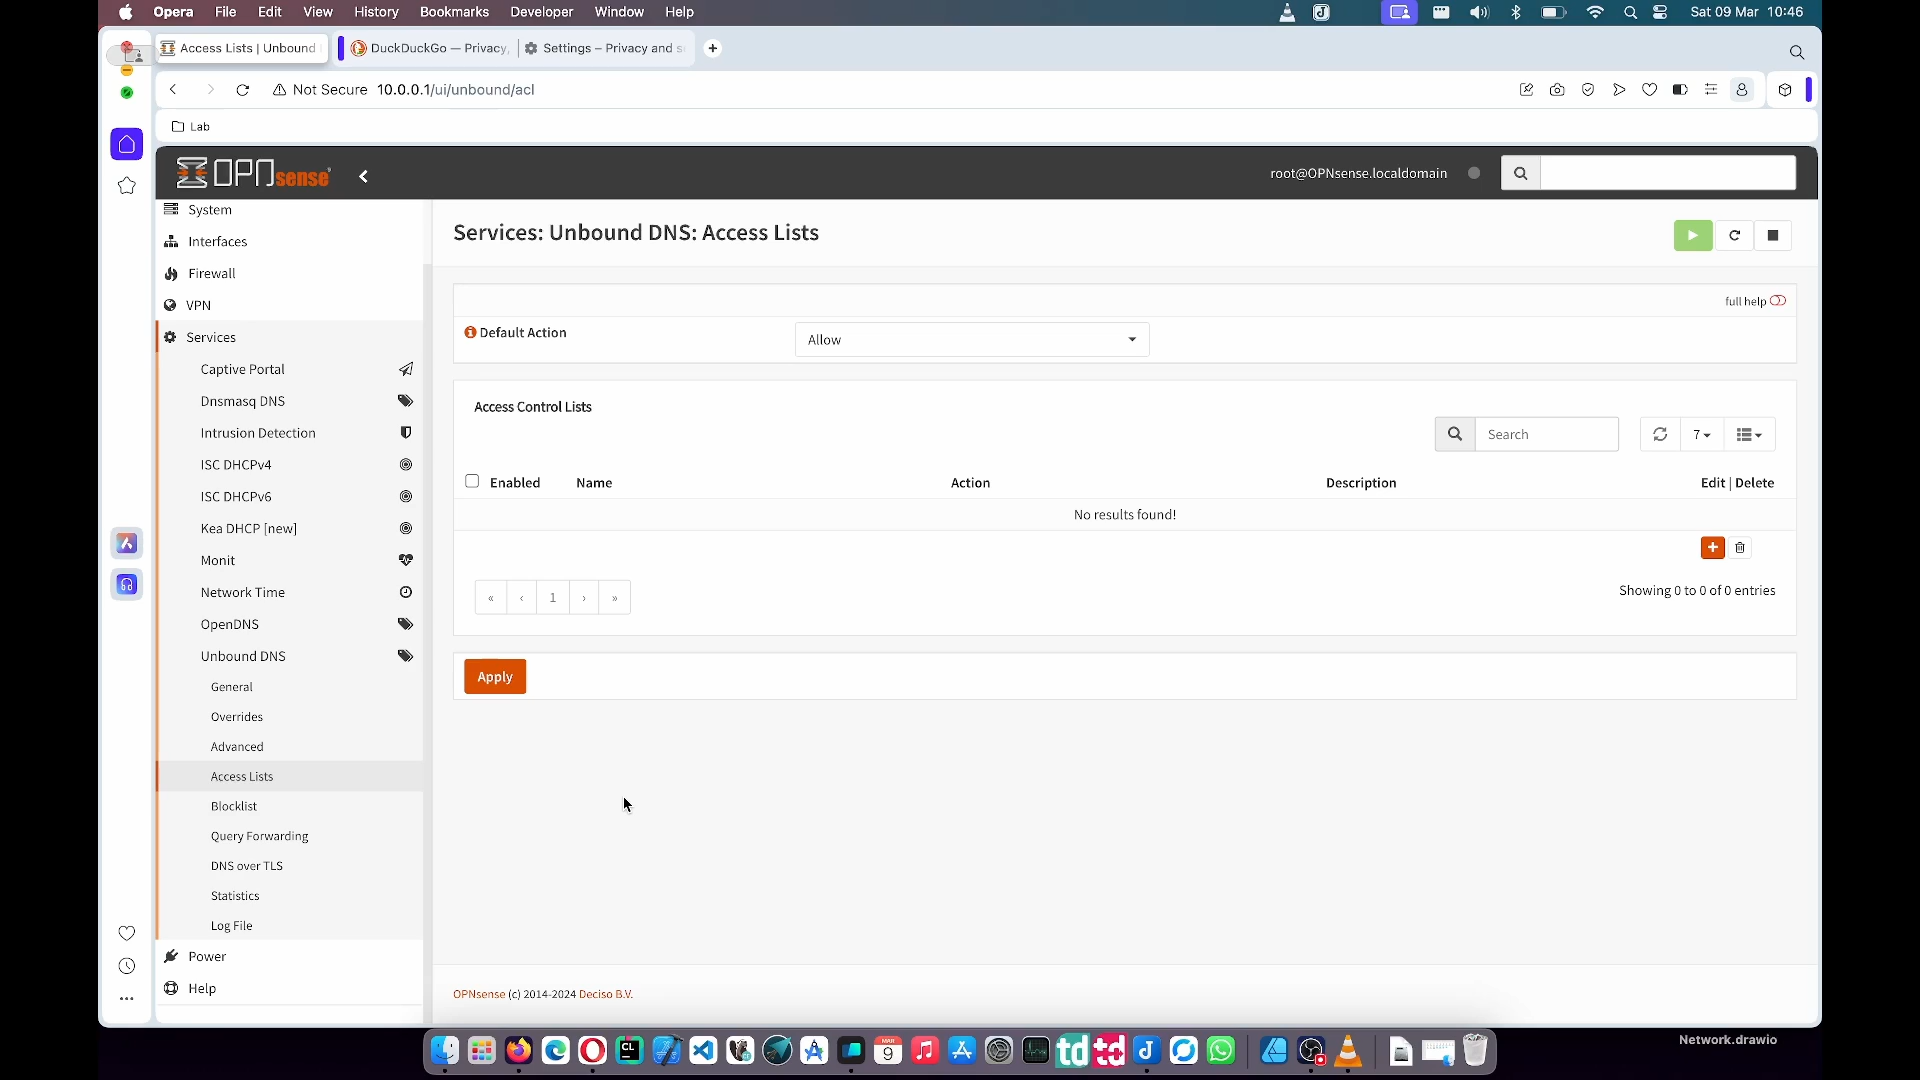 Opera File Edit View History Bookmarks Developer Window Help Sat 09 Mar 10:46
Access Lists | Unbound DuckDuckGo — Privacy, Settings – Privacy and s
Not Secure 10.0.0.1/ui/unbound/acl
Lab
OPNsense root@OPNsense.localdomain
System
Interfaces
Firewall
VPN
Services
Captive Portal
Dnsmasq DNS
Intrusion Detection
ISC DHCPv4
ISC DHCPv6
Kea DHCP [new]
Monit
Network Time
OpenDNS
Unbound DNS
General
Overrides
Advanced
Access Lists
Blocklist
Query Forwarding
DNS over TLS
Statistics
Log File
Power
Help
Services: Unbound DNS: Access Lists
full help
Default Action Allow
Access Control Lists
Search 7
Enabled Name Action Description Edit | Delete
No results found!
« ‹ 1 › »
Showing 0 to 0 of 0 entries
Apply
OPNsense (c) 2014-2024 Deciso B.V.
CL
MAR
9
td
td
Network.drawio